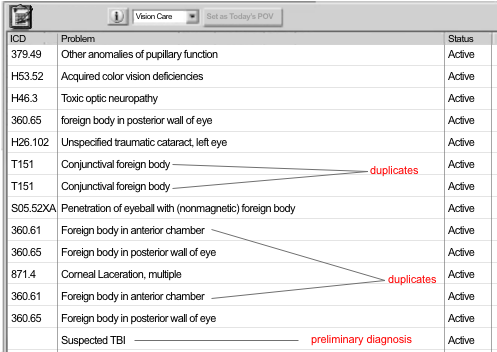 Vision Care Set as Today's POV
ICD Problem Status
379.49 Other anomalies of pupillary function Active
H53.52 Acquired color vision deficiencies Active
H46.3 Toxic optic neuropathy Active
360.65 foreign body in posterior wall of eye Active
H26.102 Unspecified traumatic cataract, left eye Active
T151 Conjunctival foreign body Active
duplicates
T151 Conjunctival foreign body Active
S05.52XA Penetration of eyeball with (nonmagnetic) foreign body Active
360.61 Foreign body in anterior chamber Active
360.65 Foreign body in posterior wall of eye Active
871.4 Corneal Laceration, multiple Active
duplicates
360.61 Foreign body in anterior chamber Active
360.65 Foreign body in posterior wall of eye Active
Suspected TBI preliminary diagnosis Active